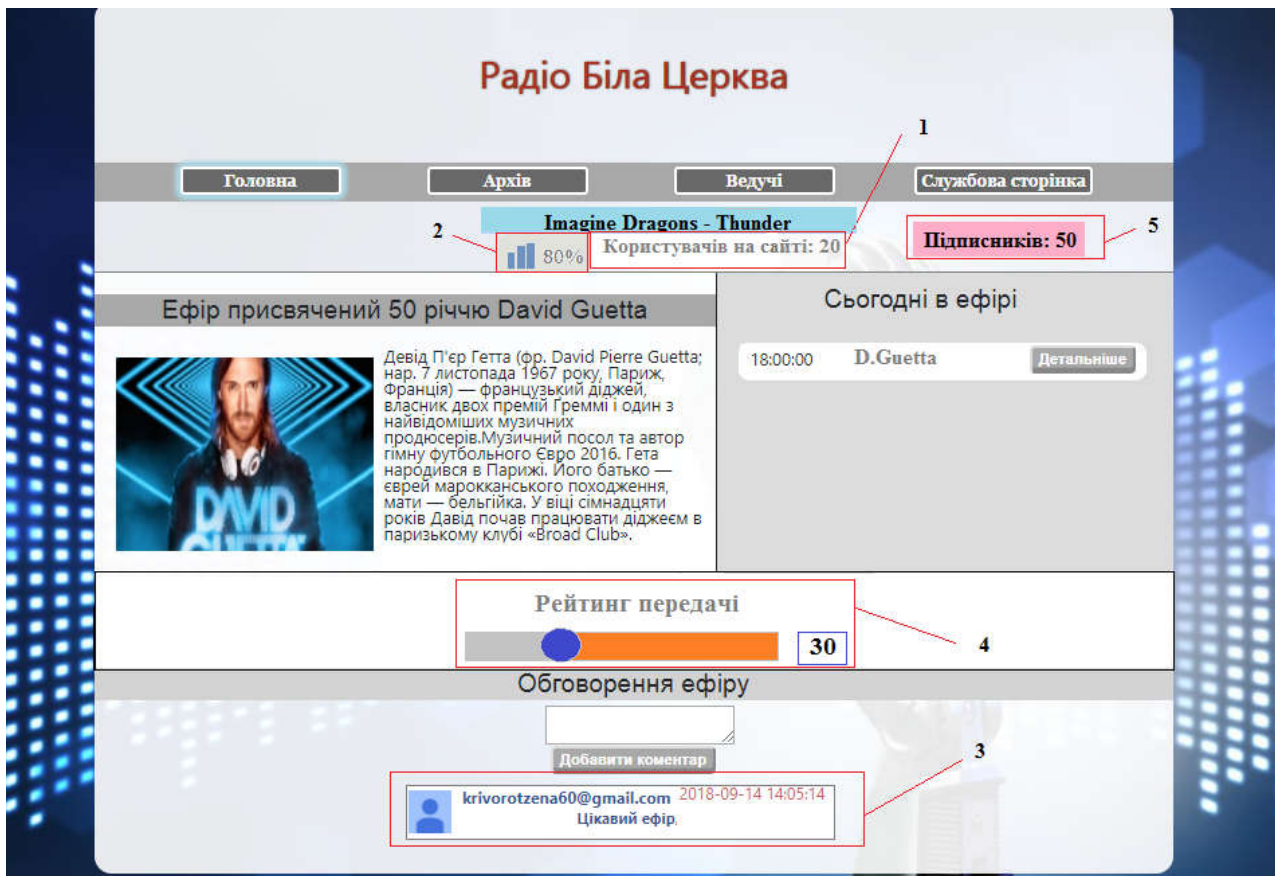 Радіо Біла Церква
1
Головна Архів Ведучі Службова сторінка
Imagine Dragons - Thunder
2
80%
Користувачів на сайті: 20
Підписників: 50
5
Ефір присвячений 50 річчю David Guetta
Девід П'єр Гетта (фр. David Pierre Guetta;
нар. 7 листопада 1967 року, Париж,
Франція) — французький діджей,
власник двох премій Ґреммі і один з
найвідоміших музичних
продюсерів.Музичний посол та автор
гімну футбольного Євро 2016. Гета
народився в Парижі. Його батько —
єврей марокканського походження,
мати — бельгійка. У віці сімнадцяти
років Давід почав працювати діджеєм в
паризькому клубі «Broad Club».
DAVID
GUETTA
Сьогодні в ефірі
18:00:00 D.Guetta Детальніше
Рейтинг передачі
30
4
Обговорення ефіру
Добавити коментар
3
krivorotzena60@gmail.com 2018-09-14 14:05:14
Цікавий ефір.